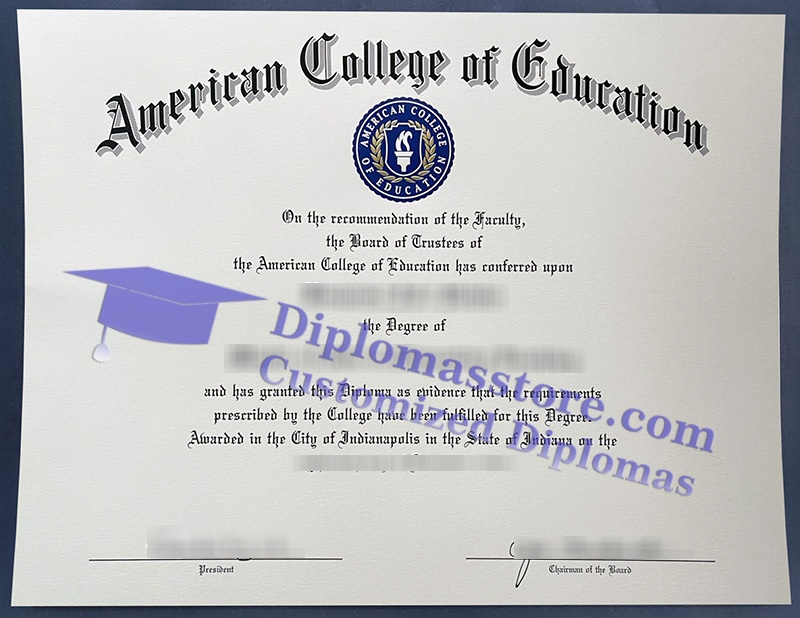 American College of Education
AMERICAN COLLEGE
OF EDUCATION
On the recommendation of the Faculty,
the Board of Trustees of
the American College of Education has conferred upon
the Degree of
Diplomasstore.com
Customized Diplomas
and has granted this Diploma as evidence that the requirements
prescribed by the College have been fulfilled for this Degree.
Awarded in the City of Indianapolis in the State of Indiana on the
President
Chairman of the Board